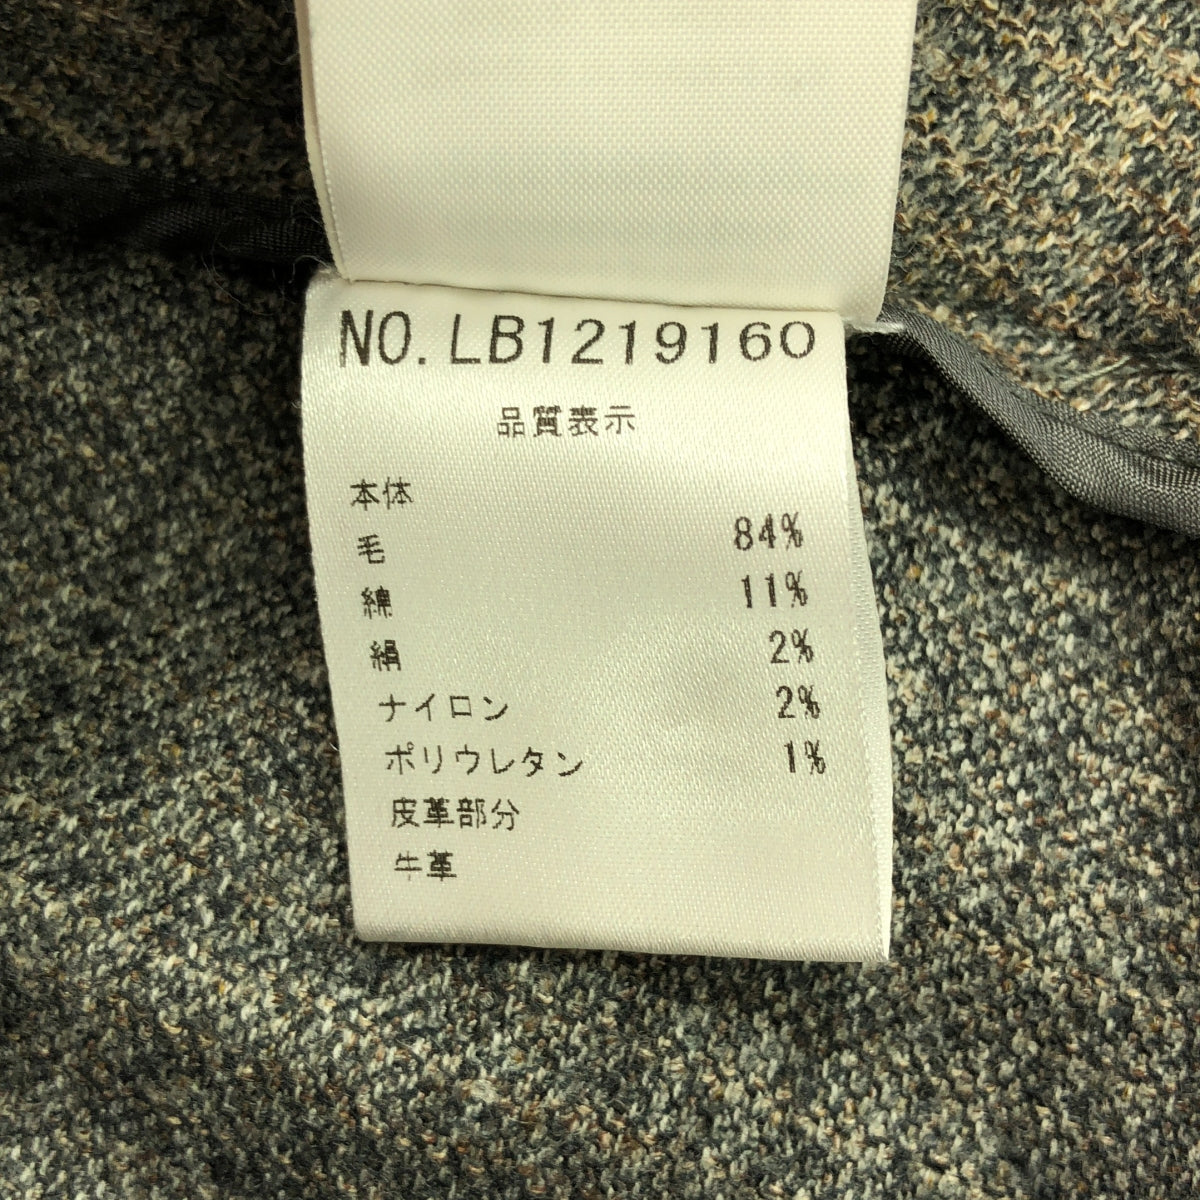 NO.LB1219160
品質表示
本体
毛 84%
綿 11%
絹 2%
ナイロン 2%
ポリウレタン 1%
皮革部分
牛革